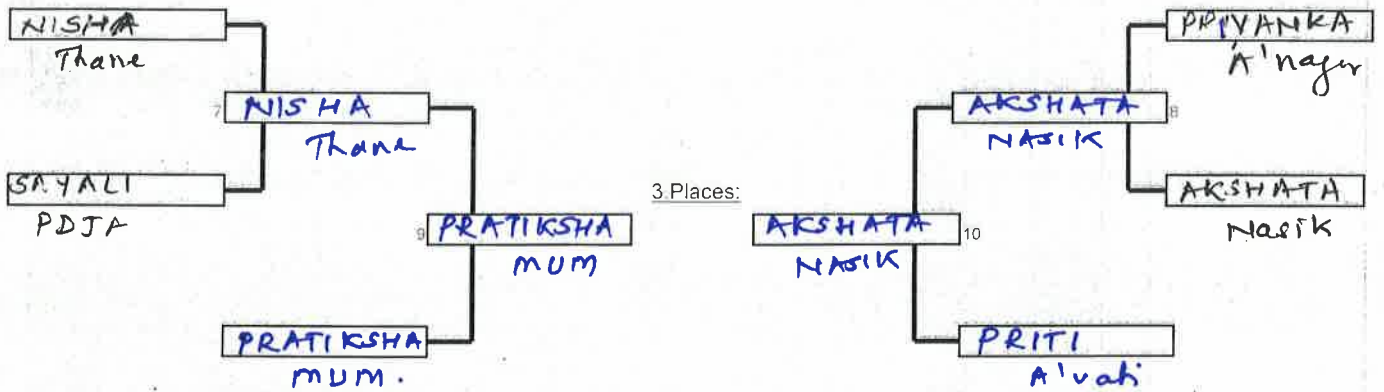 NISHA
Thane
7 NISHA
Thane
SAYALI
PDJA
9 PRATIKSHA
MUM
PRATIKSHA
MUM.
3.Places:
PRIYANKA
A'nager
AKSHATA 8
NASIK
AKSHATA
Nasik
AKSHATA 10
NASIK
PRITI
A'vati